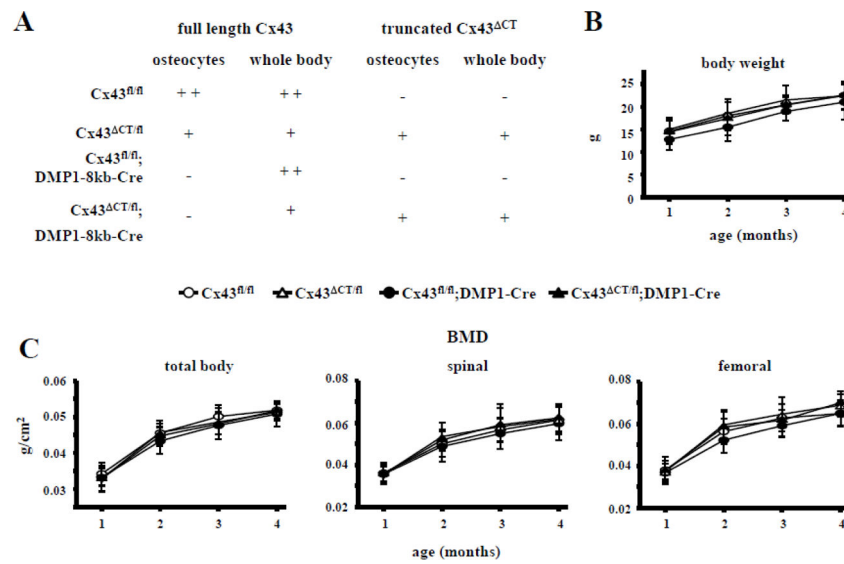 A
full length Cx43 truncated Cx43ΔCT
osteocytes whole body osteocytes whole body
Cx43fl/fl ++ ++ - -
Cx43ΔCT/fl + + + +
Cx43fl/fl;
DMP1-8kb-Cre - ++ - -
Cx43ΔCT/fl;
DMP1-8kb-Cre - + + +
B
body weight
25
20
15
10
5
0
g
1 2 3 4
age (months)
Cx43fl/fl Cx43ΔCT/fl Cx43fl/fl;DMP1-Cre Cx43ΔCT/fl;DMP1-Cre
C
BMD
total body spinal femoral
g/cm2
0.06
0.05
0.04
0.03
1 2 3 4
0.08
0.06
0.04
0.02
1 2 3 4
0.08
0.06
0.04
0.02
1 2 3 4
age (months)